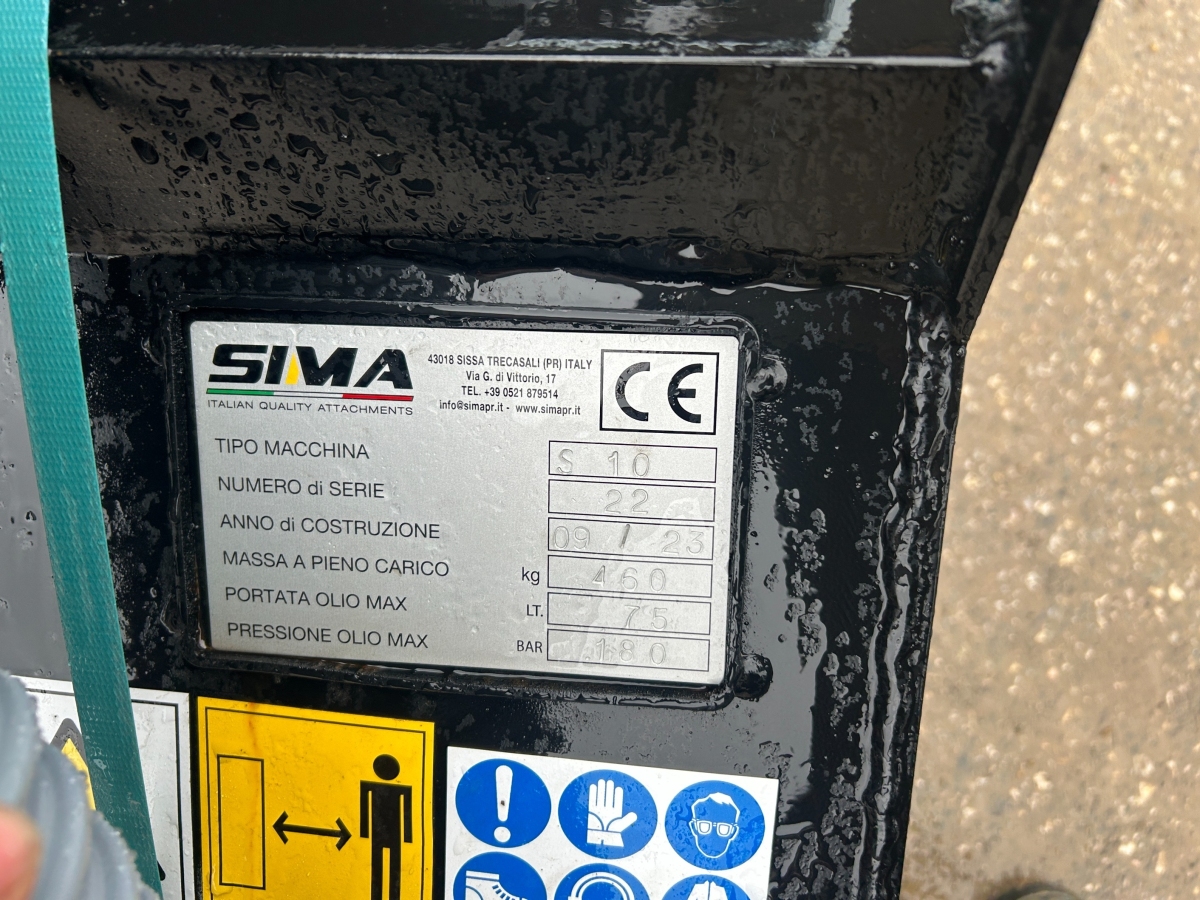 SIMA
ITALIAN QUALITY ATTACHMENTS
43018 SISSA TRECASALI (PR) ITALY
Via G. di Vittorio, 17
TEL. +39 0521 879514
info@simapr.it - www.simapr.it
CE
TIPO MACCHINA S 10
NUMERO di SERIE 22
ANNO di COSTRUZIONE 09 / 23
MASSA A PIENO CARICO kg 460
PORTATA OLIO MAX LT. 75
PRESSIONE OLIO MAX BAR 180